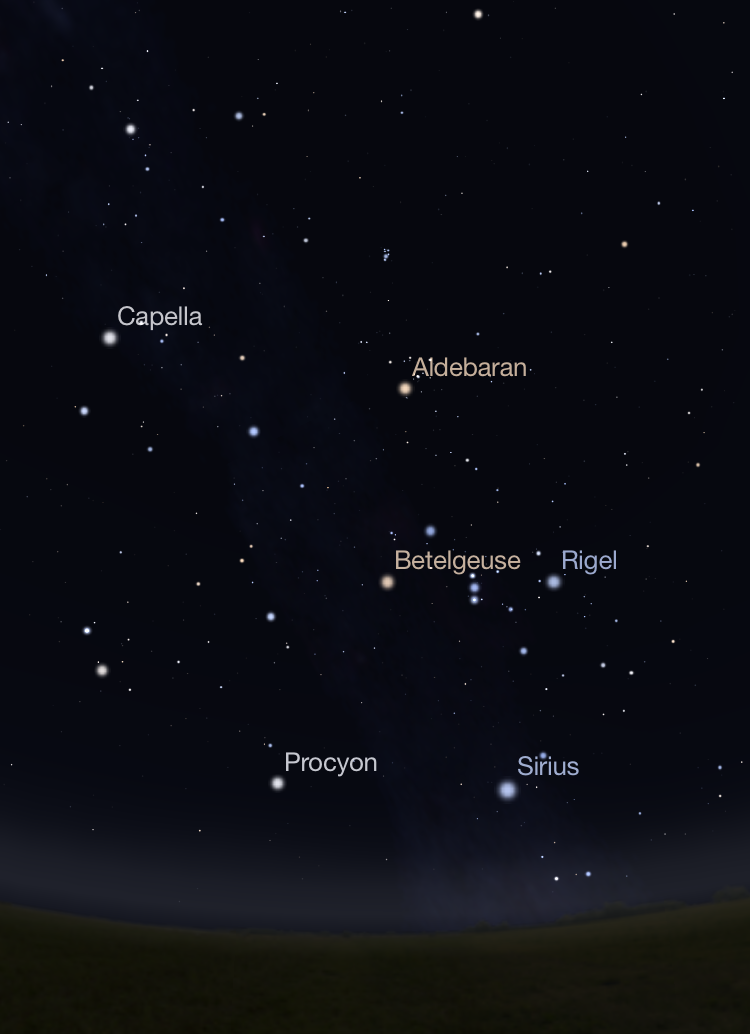 Capella
Aldebaran
Betelgeuse
Rigel
Procyon
Sirius